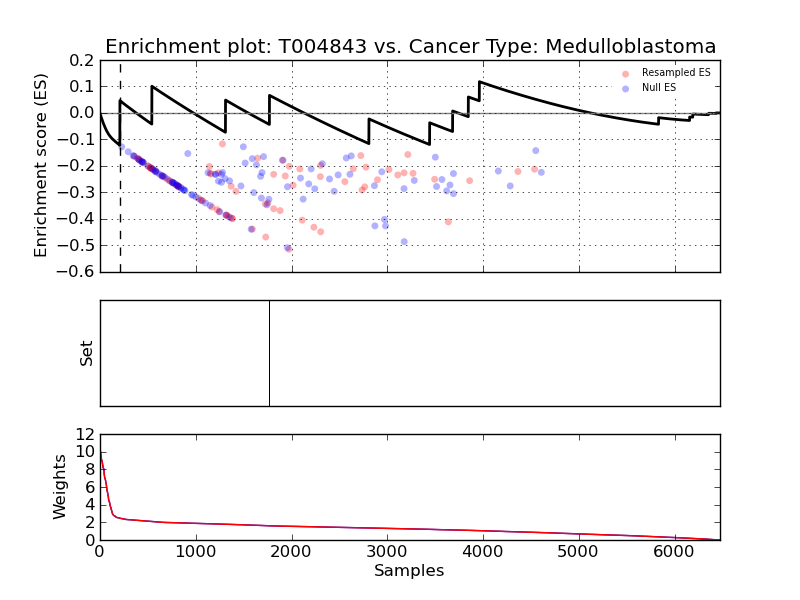 Enrichment plot: T004843 vs. Cancer Type: Medulloblastoma
Enrichment score (ES)
0.2
0.1
0.0
−0.1
−0.2
−0.3
−0.4
−0.5
−0.6
Resampled ES
Null ES
Set
Weights
12
10
8
6
4
2
0
0 1000 2000 3000 4000 5000 6000
Samples